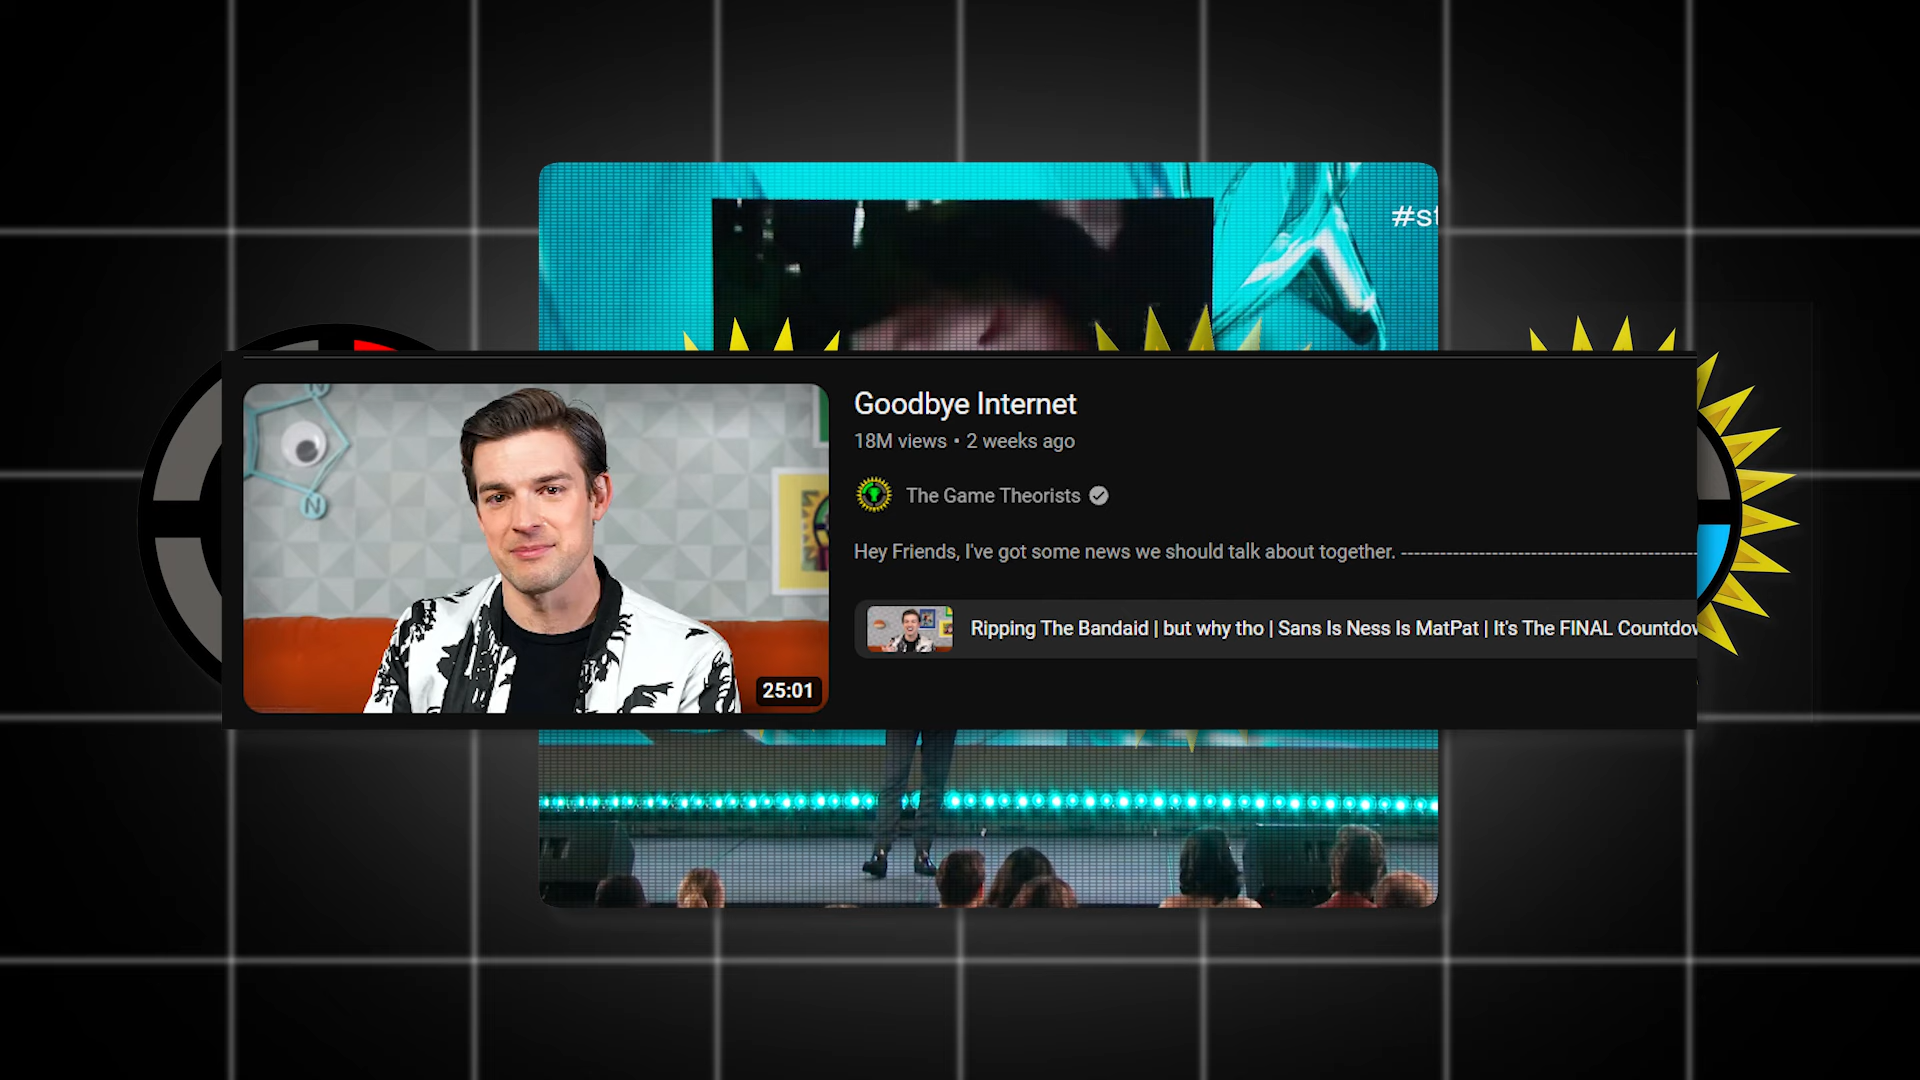 #st
Goodbye Internet
18M views • 2 weeks ago
The Game Theorists
Hey Friends, I've got some news we should talk about together. ----------------------------------------------
Ripping The Bandaid | but why tho | Sans Is Ness Is MatPat | It's The FINAL Countdow
25:01
N
N